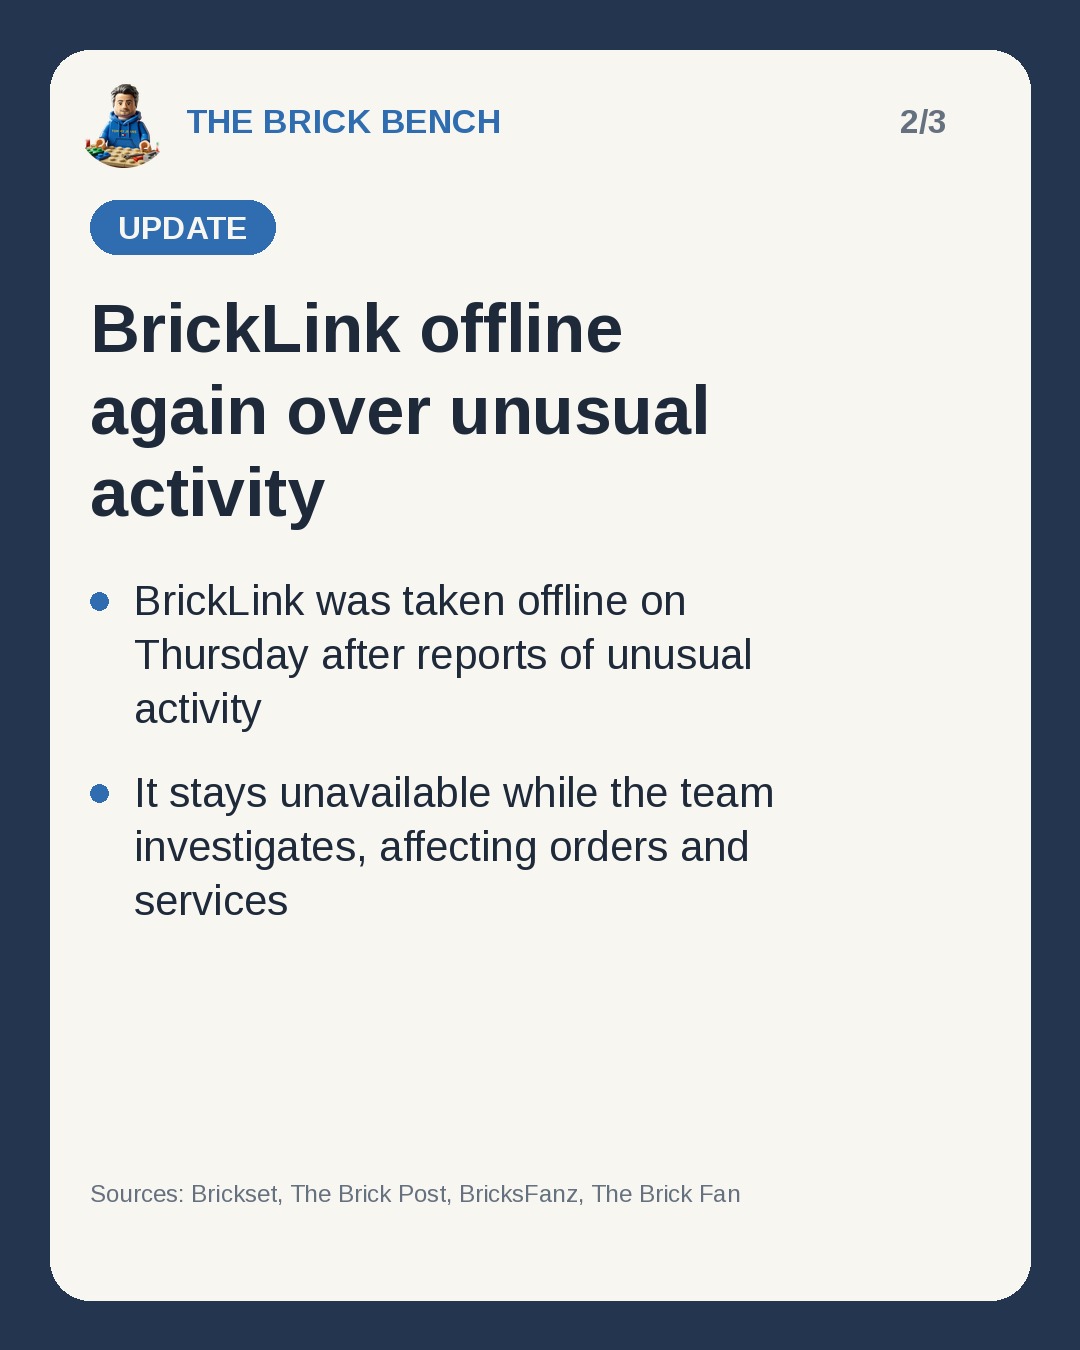 THE BRICK BENCH
2/3
UPDATE
BrickLink offline
again over unusual
activity
BrickLink was taken offline on
Thursday after reports of unusual
activity
It stays unavailable while the team
investigates, affecting orders and
services
Sources: Brickset, The Brick Post, BricksFanz, The Brick Fan